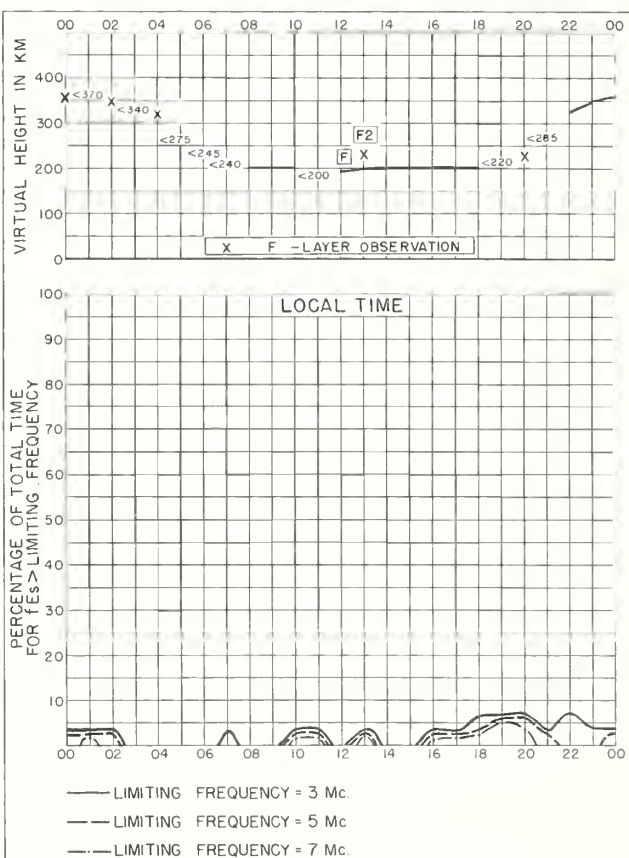 00 02 04 06 08 10 12 14 16 18 20 22 00
VIRTUAL HEIGHT IN KM
400
300
200
100
0
<370
<340
<275
<245
<240
<200
F
F2
<220
<285
X F -LAYER OBSERVATION
LOCAL TIME
PERCENTAGE OF TOTAL TIME
FOR fEs > LIMITING FREQUENCY
100
90
80
70
60
50
40
30
20
10
00 02 04 06 08 10 12 14 16 18 20 22 00
LIMITING FREQUENCY = 3 Mc.
LIMITING FREQUENCY = 5 Mc
LIMITING FREQUENCY = 7 Mc.